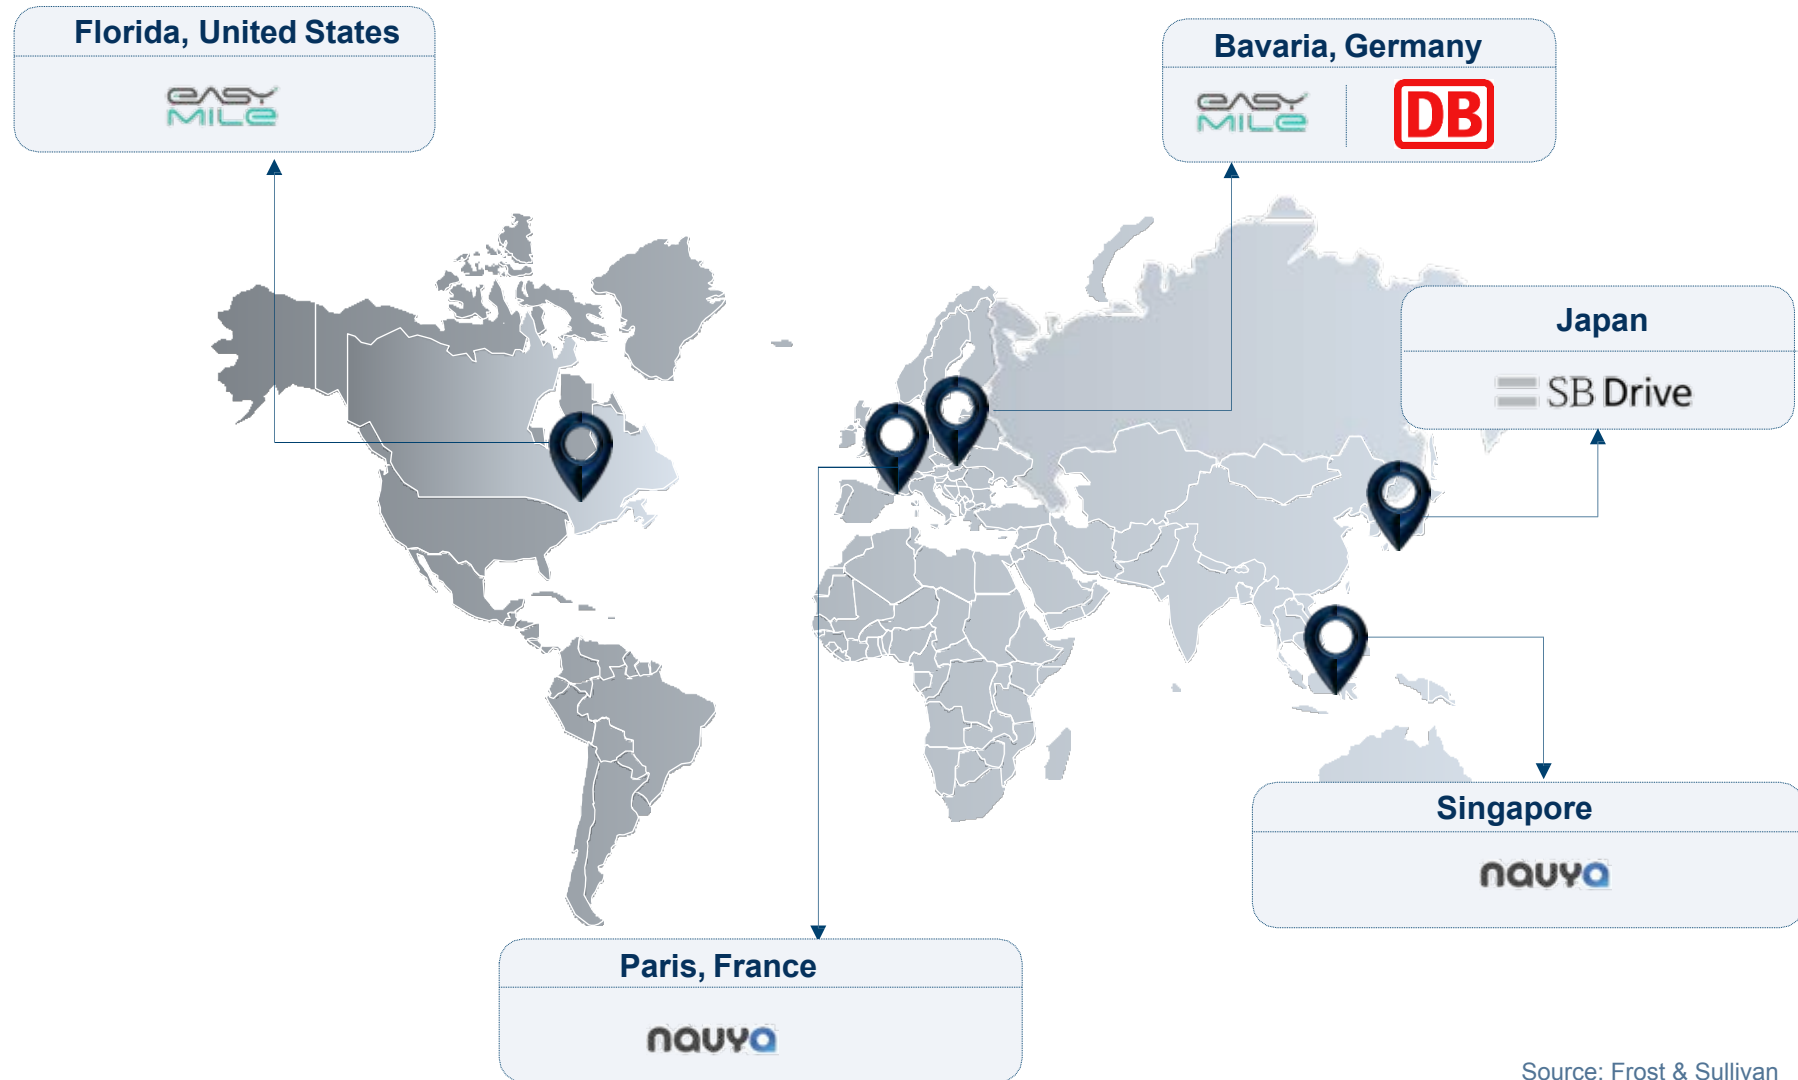 Florida, United States
EASY
MILE
Bavaria, Germany
EASY
MILE
DB
Japan
SB Drive
Singapore
navya
Paris, France
navya
Source: Frost & Sullivan